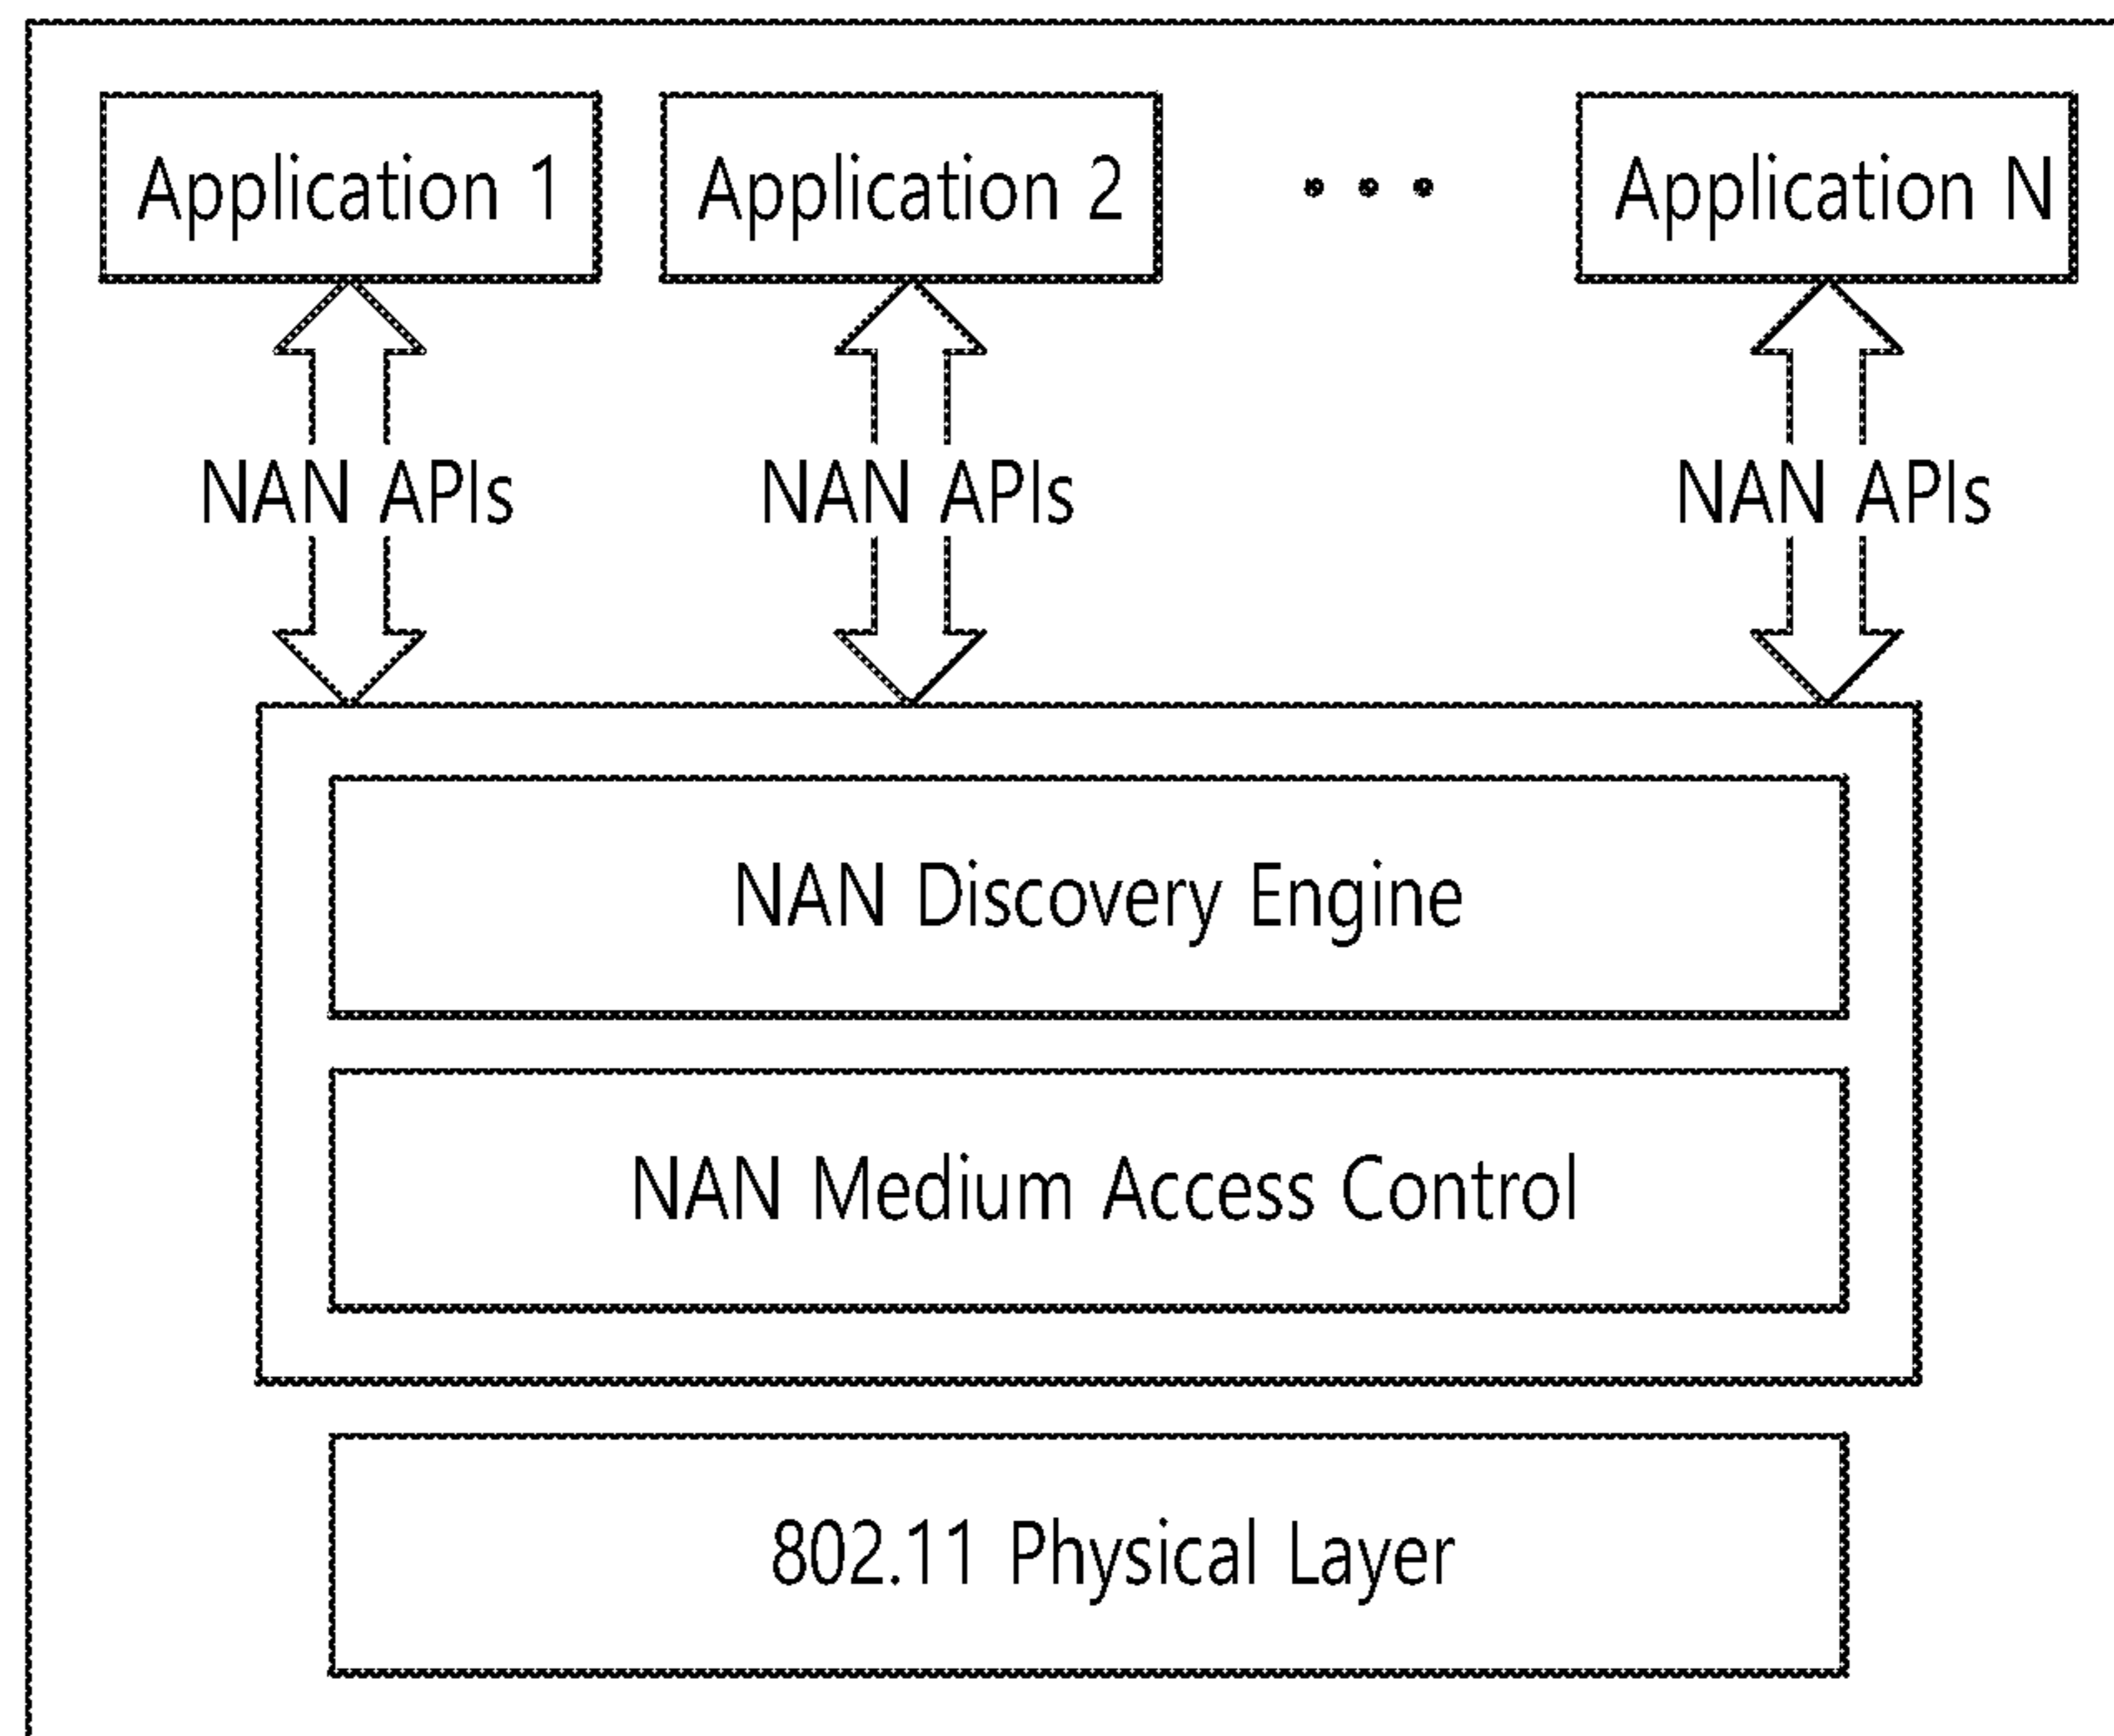 Application 1 Application 2 ••• Application N
NAN APIs NAN APIs NAN APIs
NAN Discovery Engine
NAN Medium Access Control
802.11 Physical Layer